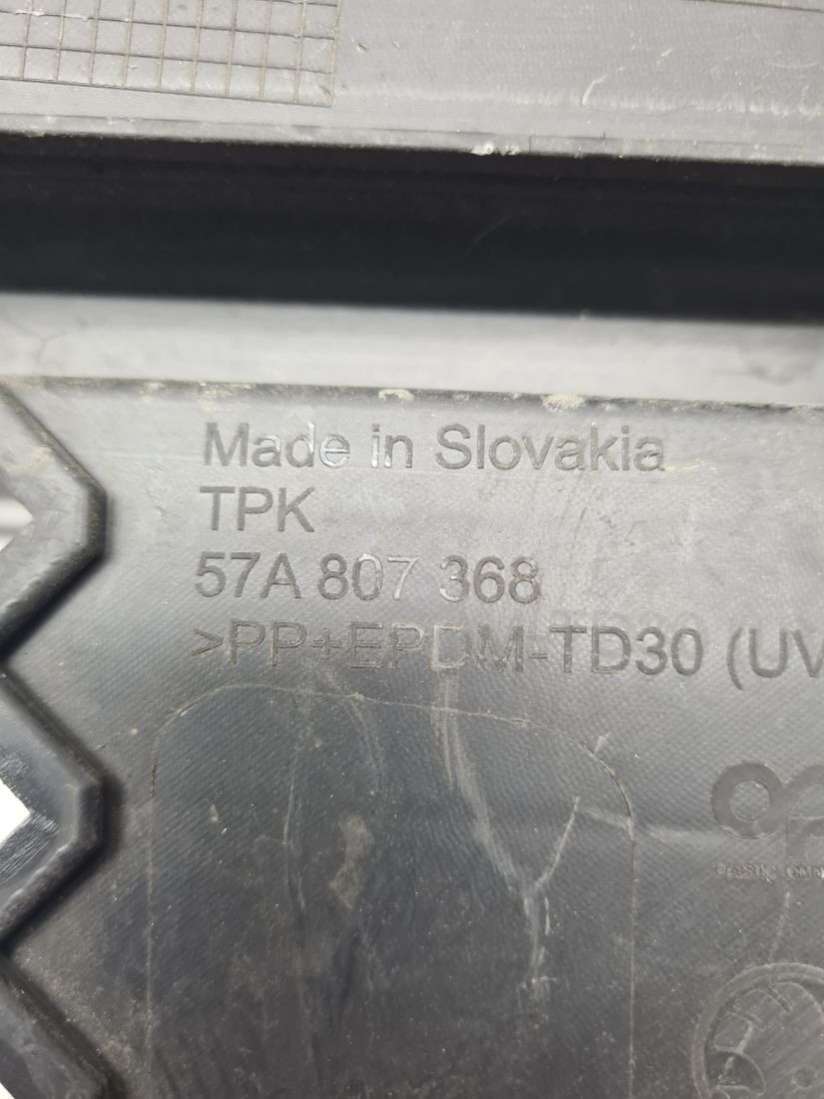 Made in Slovakia
TPK
57A 807 368
>PP+EPDM-TD30 (UV